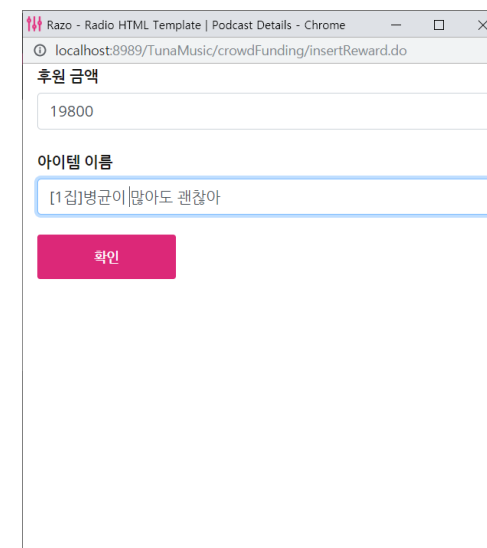 Razo - Radio HTML Template | Podcast Details - Chrome
localhost:8989/TunaMusic/crowdFunding/insertReward.do
후원 금액
19800
아이템 이름
[1집]병균이 많아도 괜찮아
확인